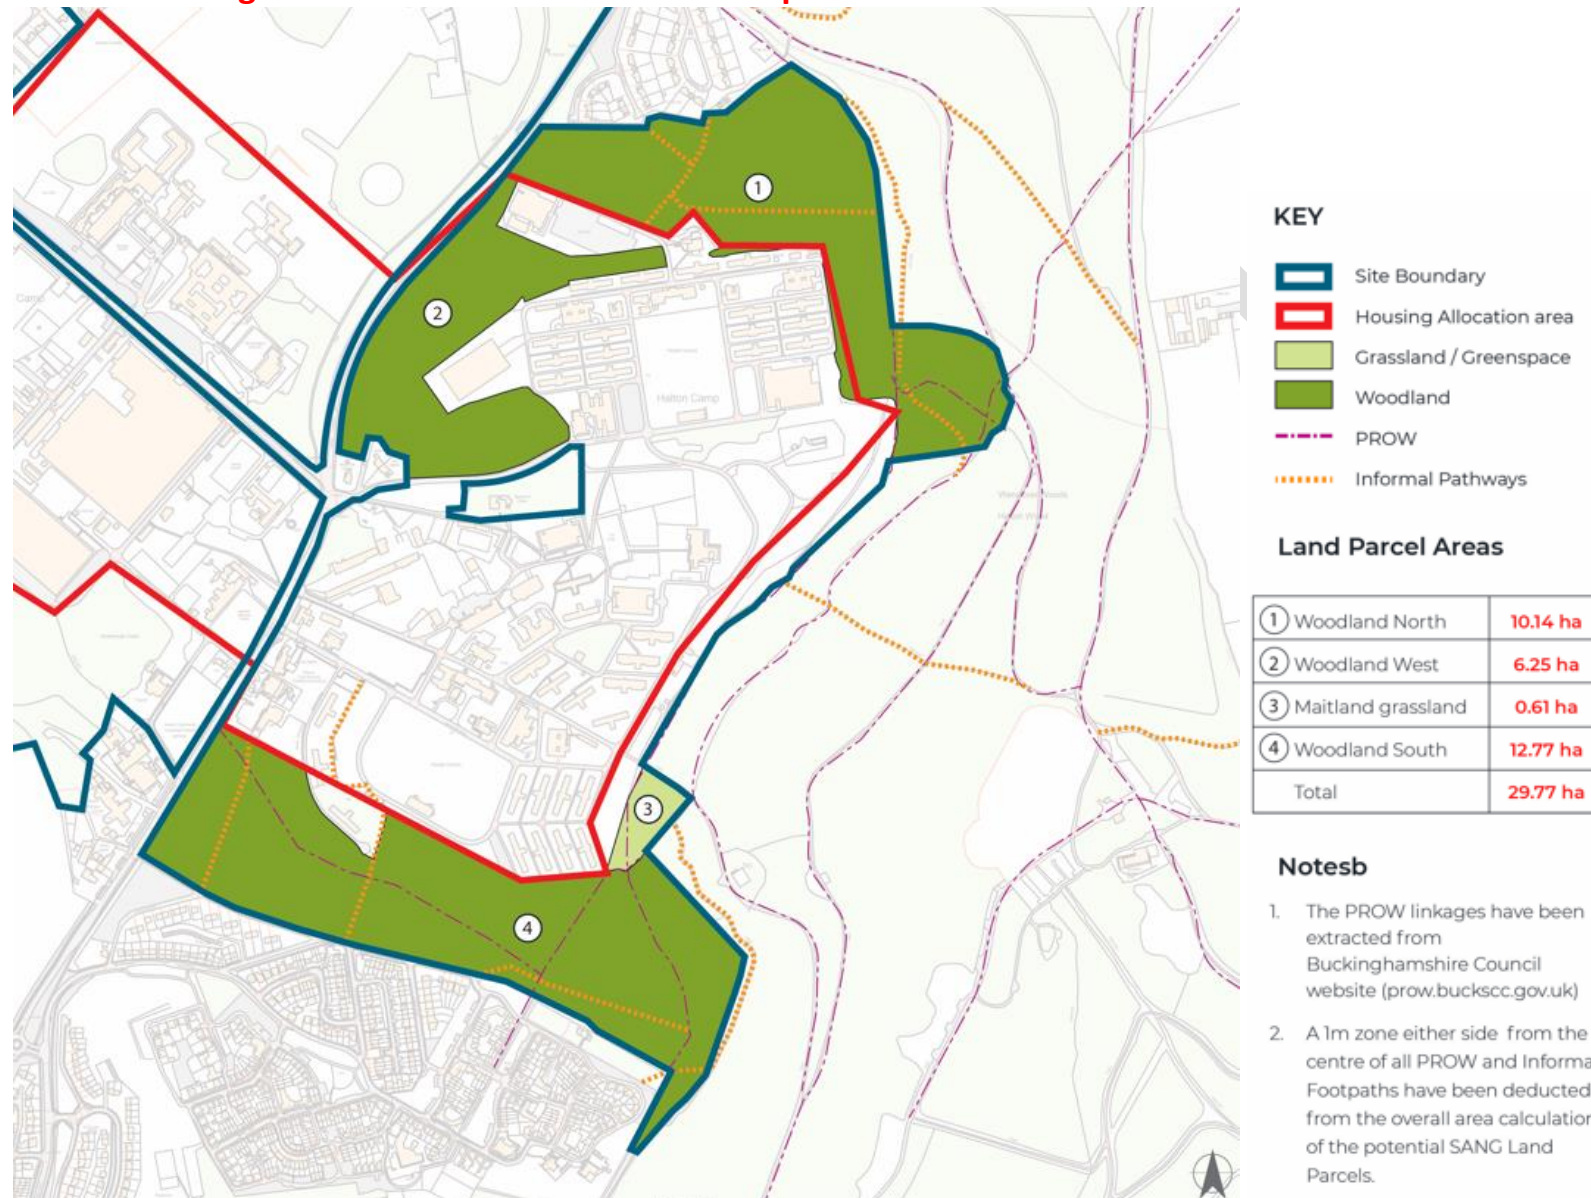 1
2
Camp
Halton Camp
3
4
KEY
Site Boundary
Housing Allocation area
Grassland / Greenspace
Woodland
PROW
Informal Pathways
Land Parcel Areas
1 Woodland North 10.14 ha
2 Woodland West 6.25 ha
3 Maitland grassland 0.61 ha
4 Woodland South 12.77 ha
Total 29.77 ha
Notesb
1. The PROW linkages have been
extracted from
Buckinghamshire Council
website (prow.buckscc.gov.uk)
2. A 1m zone either side from the
centre of all PROW and Informa
Footpaths have been deducted
from the overall area calculation
of the potential SANG Land
Parcels.